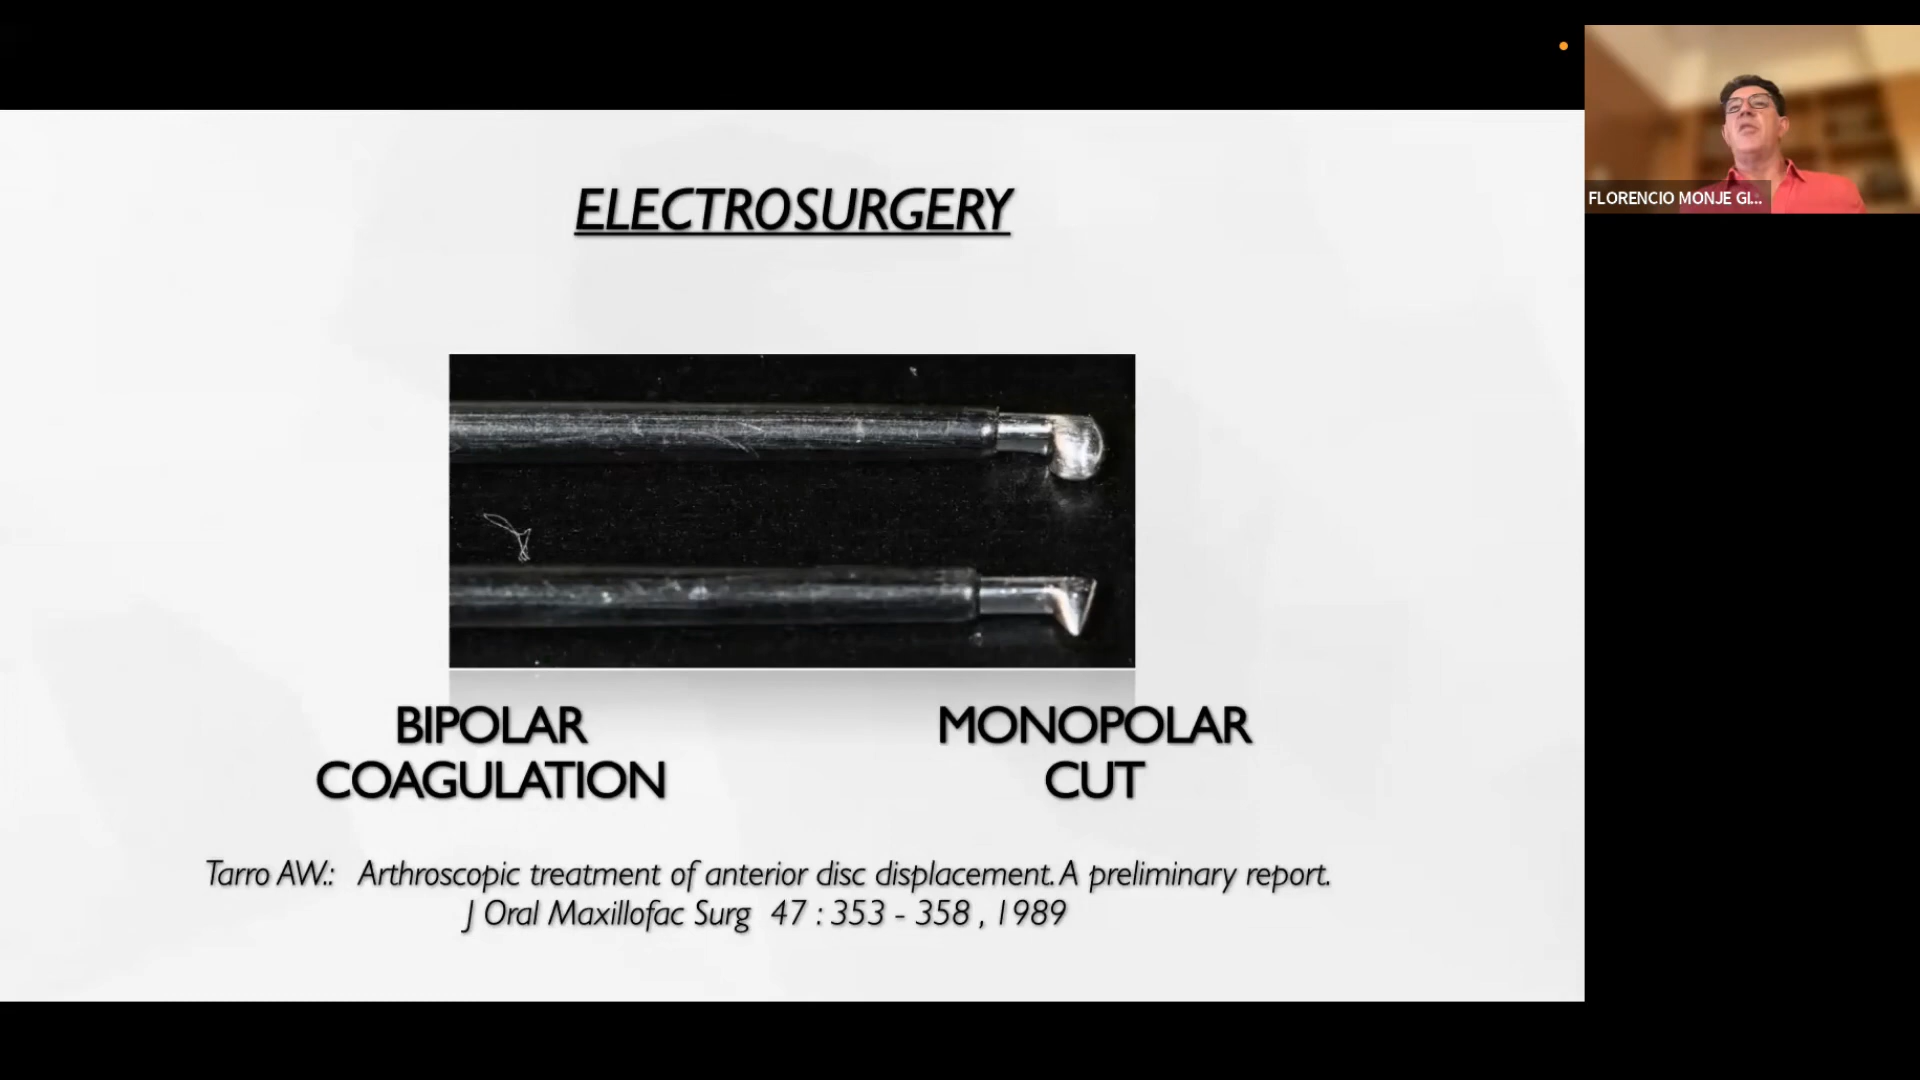 ELECTROSURGERY
FLORENCIO MONJE GI...
BIPOLAR
COAGULATION
MONOPOLAR
CUT
Tarro AW.: Arthroscopic treatment of anterior disc displacement. A preliminary report.
J Oral Maxillofac Surg 47 : 353 - 358 , 1989